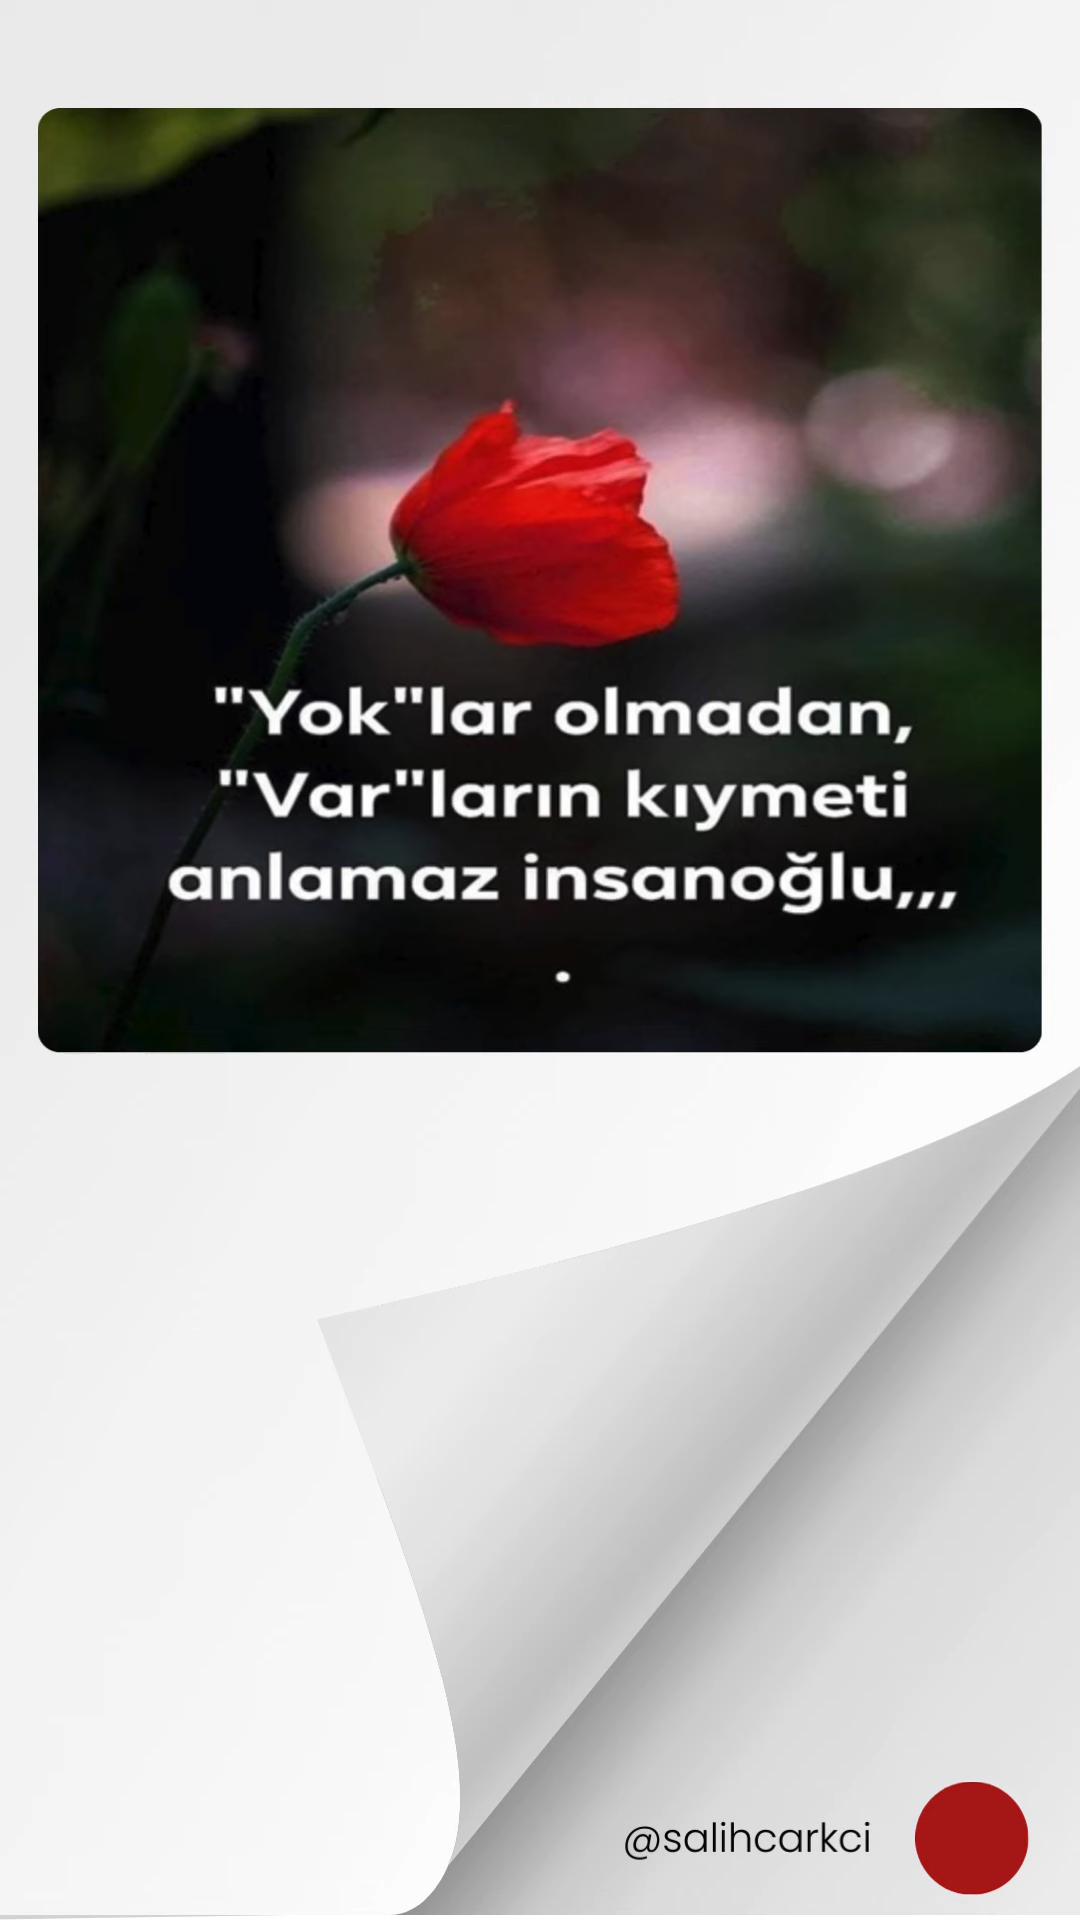 "Yok"lar olmadan,
"Var"ların kıymeti
anlamaz insanoğlu,,,
.
@salihcarkci